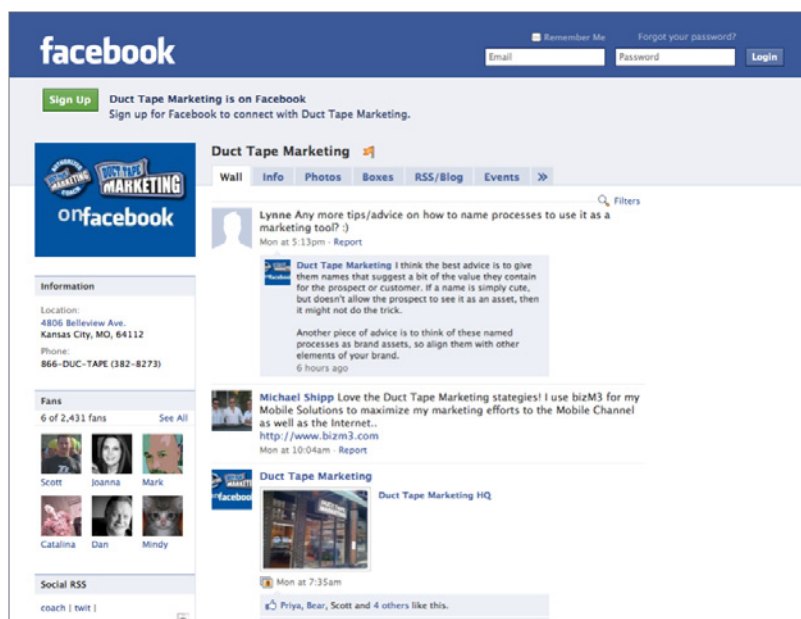 facebook
Remember Me
Forgot your password?
Email
Password
Login
Sign Up
Duct Tape Marketing is on Facebook
Sign up for Facebook to connect with Duct Tape Marketing.
DUCT TAPE
MARKETING
on facebook
Duct Tape Marketing
Wall
Info
Photos
Boxes
RSS/Blog
Events
»
Filters
Lynne Any more tips/advice on how to name processes to use it as a
marketing tool? :)
Mon at 5:13pm · Report
Duct Tape Marketing I think the best advice is to give
them names that suggest a bit of the value they contain
for the prospect or customer. If a name is simply cute,
but doesn't allow the prospect to see it as an asset, then
it might not do the trick.
Another piece of advice is to think of these named
processes as brand assets, so align them with other
elements of your brand.
6 hours ago
Information
Location:
4806 Belleview Ave.
Kansas City, MO, 64112
Phone:
866-DUC-TAPE (382-8273)
Fans
6 of 2,431 fans
See All
Scott
Joanna
Mark
Catalina
Dan
Mindy
Social RSS
coach | twit |
Michael Shipp Love the Duct Tape Marketing stategies! I use bizM3 for my
Mobile Solutions to maximize my marketing efforts to the Mobile Channel
as well as the Internet..
http://www.bizm3.com
Mon at 10:04am · Report
Duct Tape Marketing
Duct Tape Marketing HQ
Mon at 7:35am
Priya, Bear, Scott and 4 others like this.